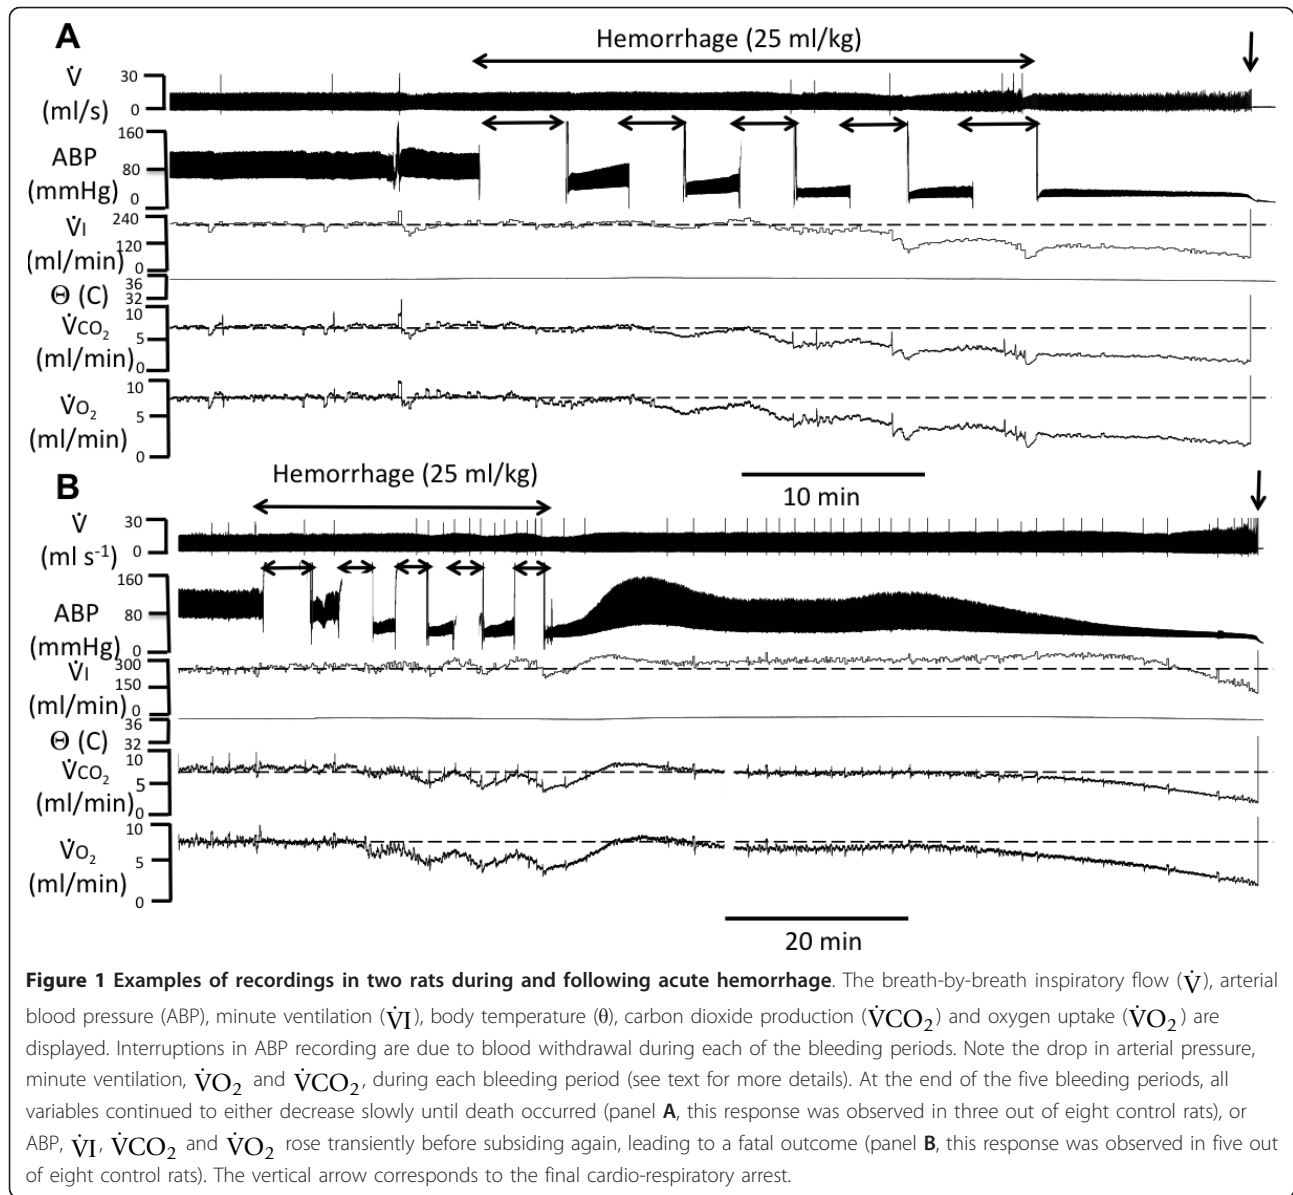 A
Hemorrhage (25 ml/kg)
V̇
(ml/s)
30
0
ABP
(mmHg)
160
80
0
V̇I
(ml/min)
240
120
0
Θ (C)
36
32
V̇CO₂
(ml/min)
10
5
0
V̇O₂
(ml/min)
10
5
0
10 min
B
Hemorrhage (25 ml/kg)
V̇
(ml s⁻¹)
30
0
ABP
(mmHg)
160
80
0
V̇I
(ml/min)
300
150
0
Θ (C)
36
32
V̇CO₂
(ml/min)
10
5
0
V̇O₂
(ml/min)
10
5
0
20 min
Figure 1 Examples of recordings in two rats during and following acute hemorrhage. The breath-by-breath inspiratory flow (V̇), arterial
blood pressure (ABP), minute ventilation (V̇I), body temperature (θ), carbon dioxide production (V̇CO₂) and oxygen uptake (V̇O₂) are
displayed. Interruptions in ABP recording are due to blood withdrawal during each of the bleeding periods. Note the drop in arterial pressure,
minute ventilation, V̇O₂ and V̇CO₂, during each bleeding period (see text for more details). At the end of the five bleeding periods, all
variables continued to either decrease slowly until death occurred (panel A, this response was observed in three out of eight control rats), or
ABP, V̇I, V̇CO₂ and V̇O₂ rose transiently before subsiding again, leading to a fatal outcome (panel B, this response was observed in five out
of eight control rats). The vertical arrow corresponds to the final cardio-respiratory arrest.